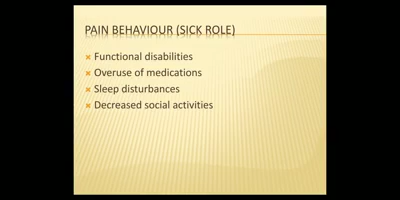 PAIN BEHAVIOUR (SICK ROLE)
Functional disabilities
Overuse of medications
Sleep disturbances
Decreased social activities